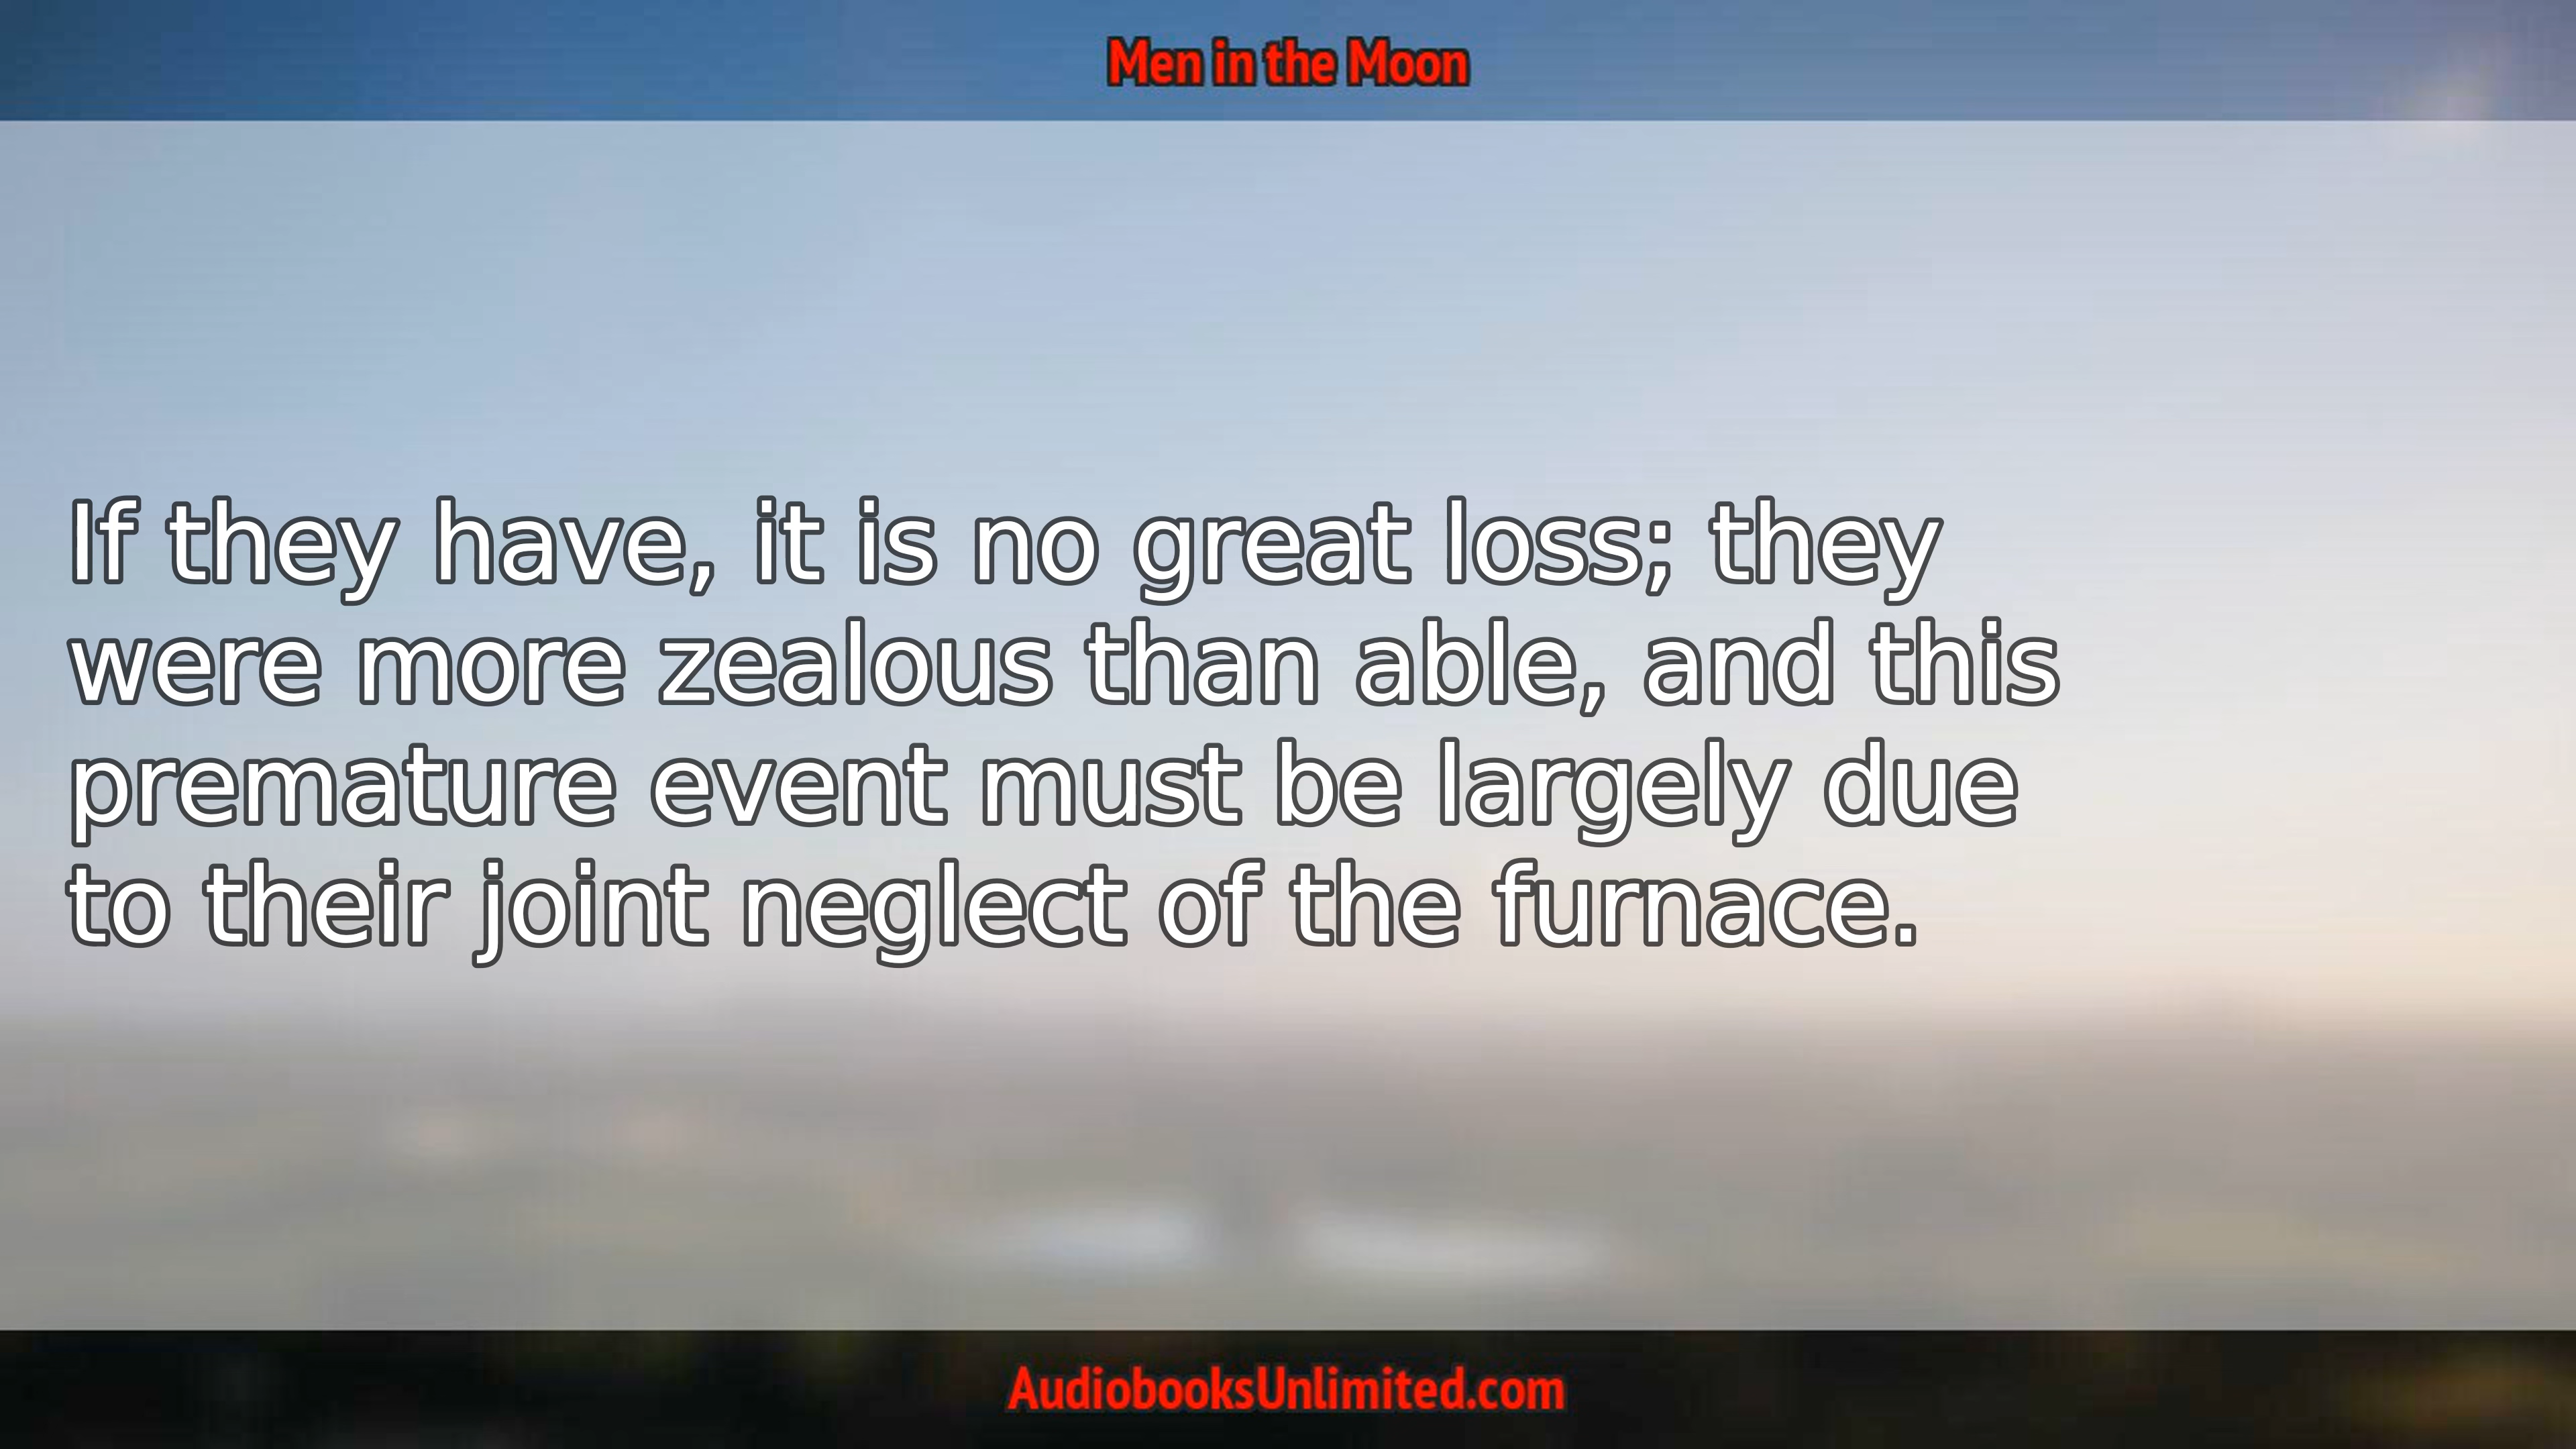 Men in the Moon
If they have, it is no great loss; they
were more zealous than able, and this
premature event must be largely due
to their joint neglect of the furnace.
AudiobooksUnlimited.com